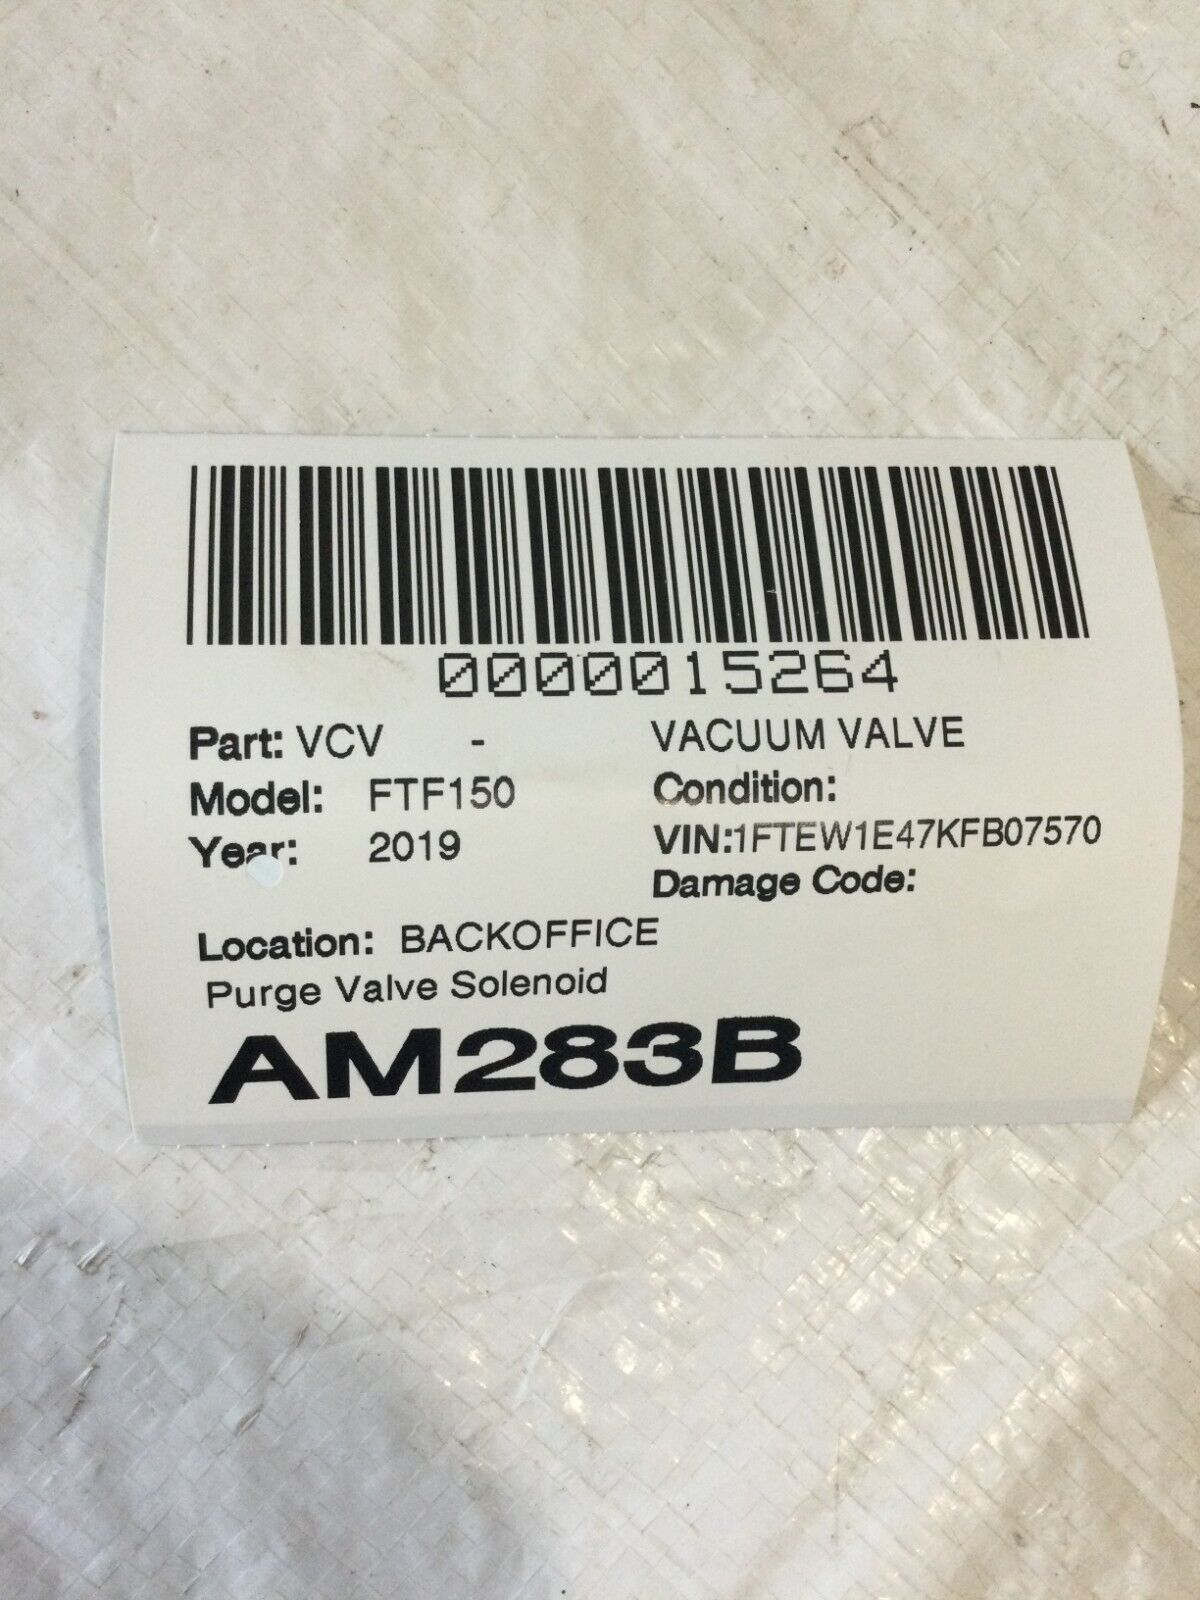 0000015264
Part: VCV - VACUUM VALVE
Model: FTF150 Condition:
Year: 2019 VIN:1FTEW1E47KFB07570
Damage Code:
Location: BACKOFFICE
Purge Valve Solenoid
AM283B